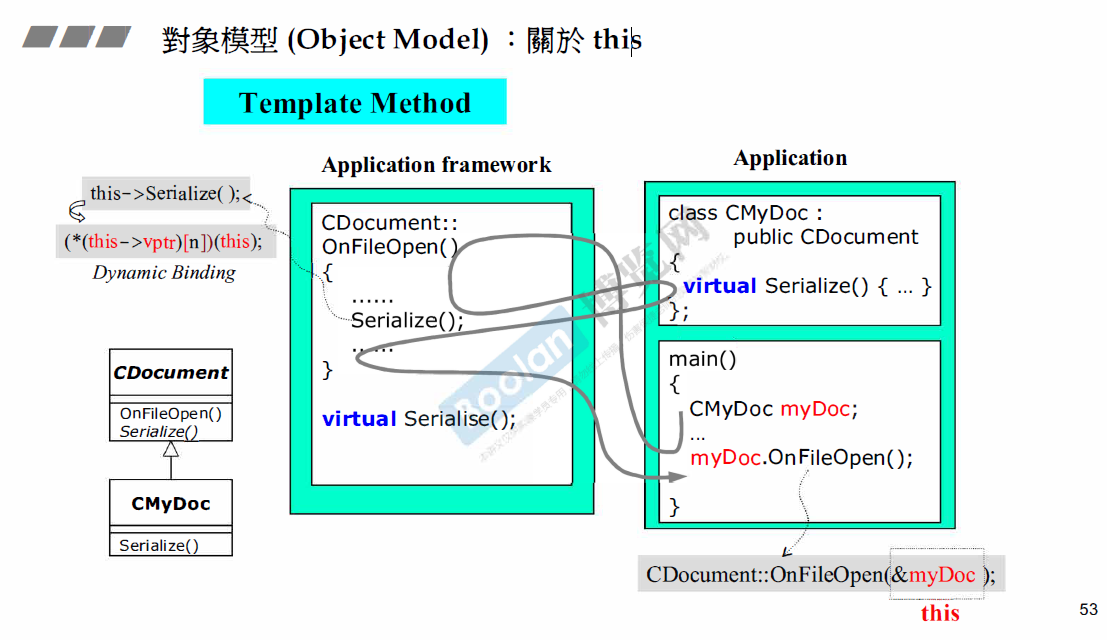 對象模型 (Object Model) ：關於 this
Template Method
Application framework
Application
this->Serialize( );
(*(this->vptr)[n])(this);
Dynamic Binding
CDocument::
OnFileOpen()
{
……
Serialize();
……
}
virtual Serialise();
class CMyDoc :
public CDocument
{
virtual Serialize() { … }
};
main()
{
CMyDoc myDoc;
…
myDoc.OnFileOpen();
}
CDocument
OnFileOpen()
Serialize()
CMyDoc
Serialize()
CDocument::OnFileOpen(&myDoc );
this
53
Boolan
博览网